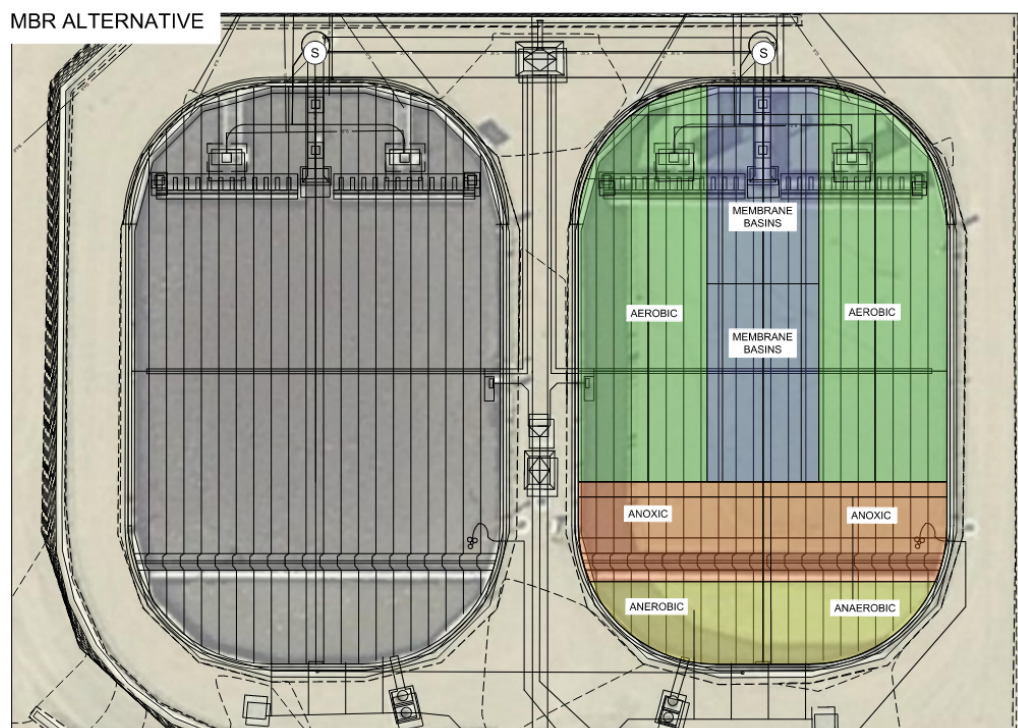 MBR ALTERNATIVE
S
S
MEMBRANE
BASINS
AEROBIC
AEROBIC
MEMBRANE
BASINS
ANOXIC
ANOXIC
ANEROBIC
ANAEROBIC